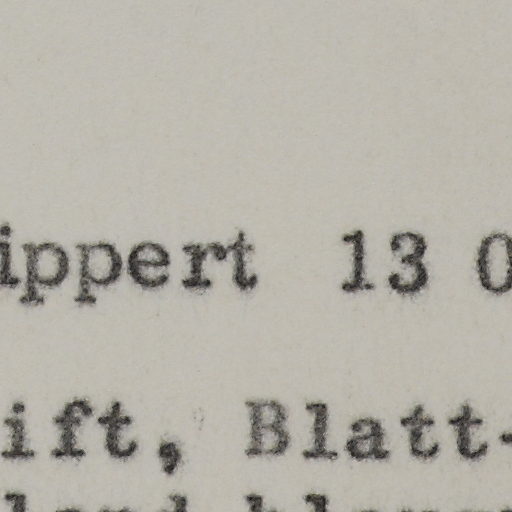 ippert 13 0
ift, Blatt-